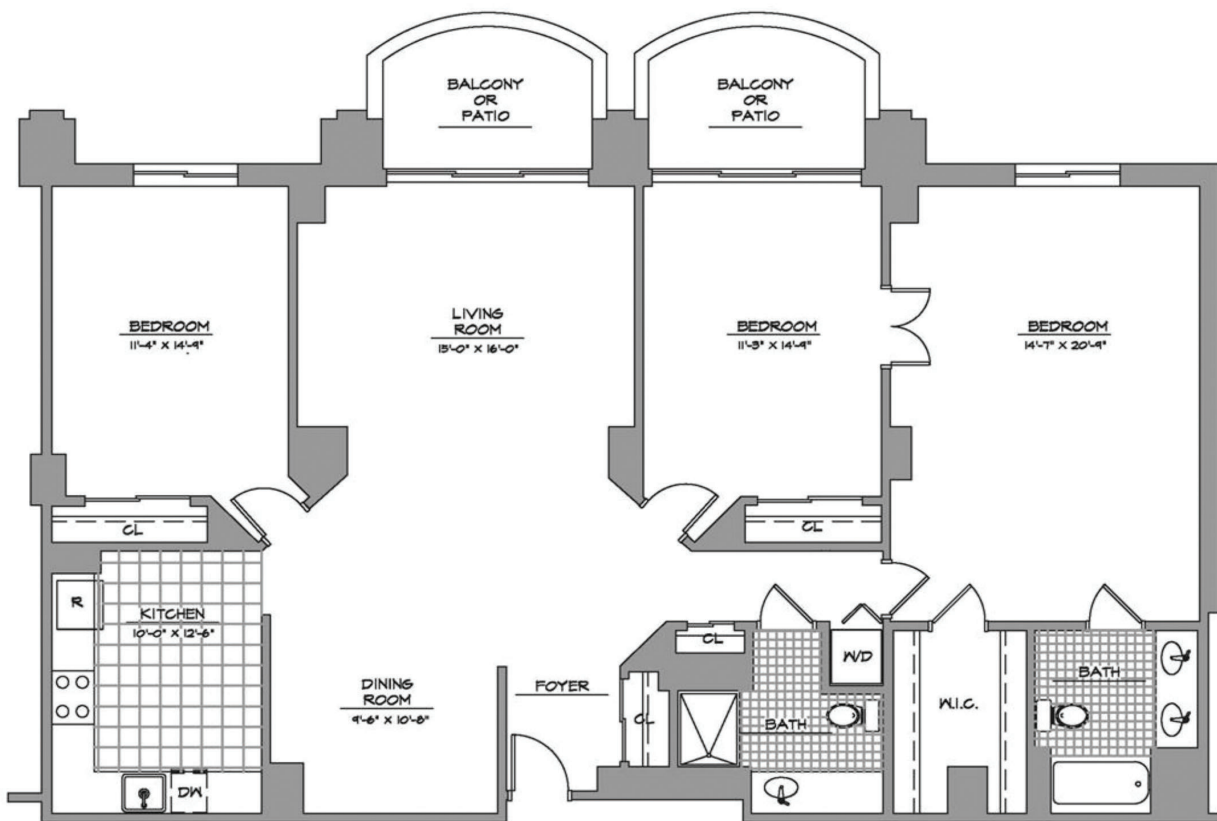 BALCONY
OR
PATIO
BALCONY
OR
PATIO
BEDROOM
11'-4" X 14'-9"
LIVING
ROOM
15'-0" X 16'-0"
BEDROOM
11'-3" X 14'-9"
BEDROOM
14'-7" X 20'-9"
CL
CL
R
KITCHEN
10'-0" X 12'-6"
CL
W/D
DINING
ROOM
9'-6" X 10'-8"
FOYER
CL
BATH
W.I.C.
BATH
DW